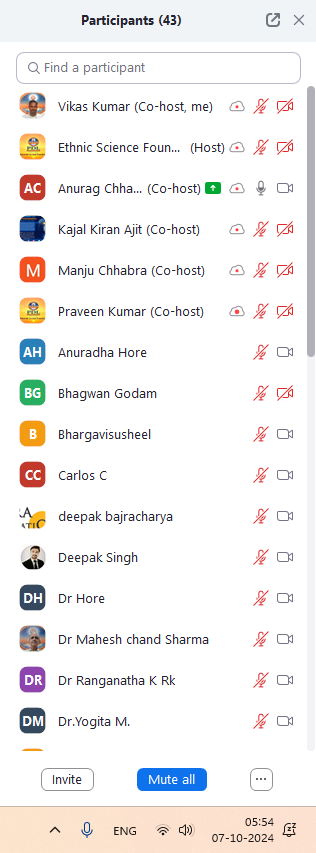 Participants (43)
Find a participant
Vikas Kumar (Co-host, me)
Ethnic Science Foun... (Host)
AC Anurag Chha... (Co-host)
Kajal Kiran Ajit (Co-host)
M Manju Chhabra (Co-host)
Praveen Kumar (Co-host)
AH Anuradha Hore
BG Bhagwan Godam
B Bhargavisusheel
CC Carlos C
deepak bajracharya
Deepak Singh
DH Dr Hore
Dr Mahesh chand Sharma
DR Dr Ranganatha K Rk
DM Dr.Yogita M.
Invite Mute all ...
ENG 05:54
07-10-2024